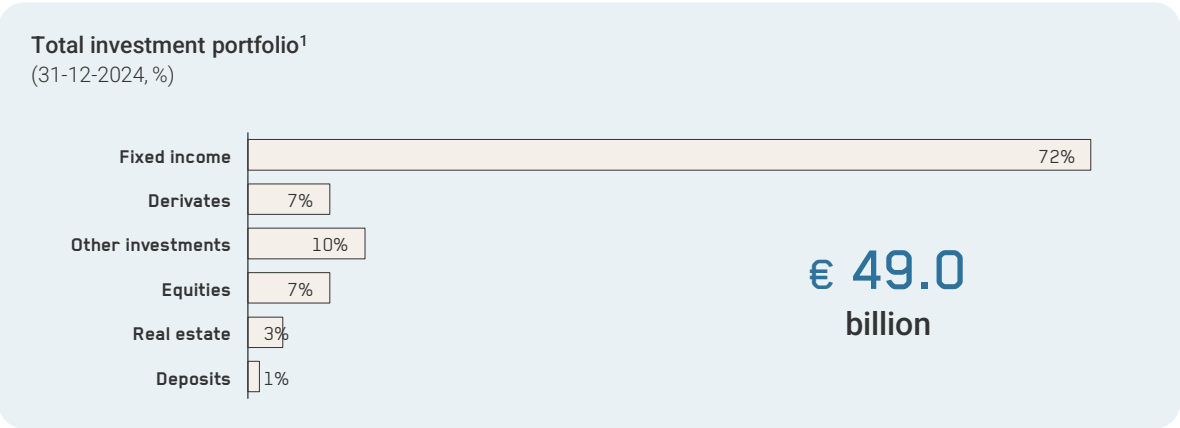 Total investment portfolio¹
(31-12-2024, %)
Fixed income 72%
Derivates 7%
Other investments 10%
Equities 7%
Real estate 3%
Deposits 1%
€ 49.0
billion